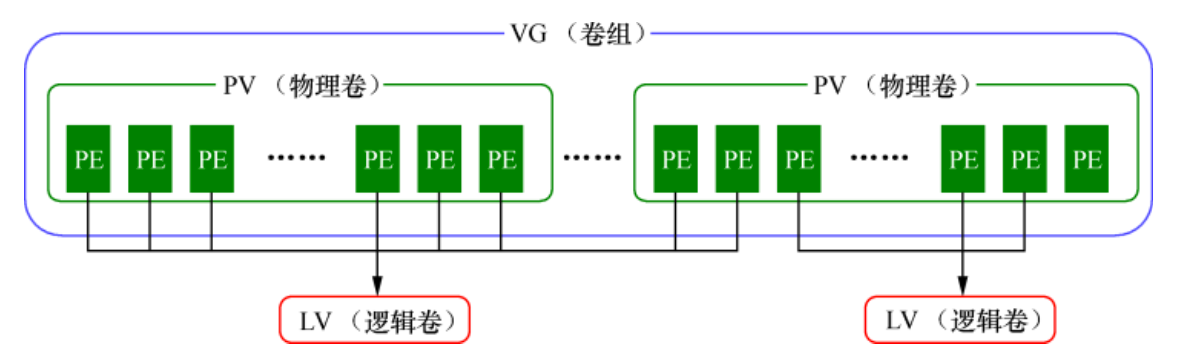 VG （卷组）
PV （物理卷） PV （物理卷）
PE PE PE …… PE PE PE …… PE PE PE …… PE PE PE
LV （逻辑卷） LV （逻辑卷）